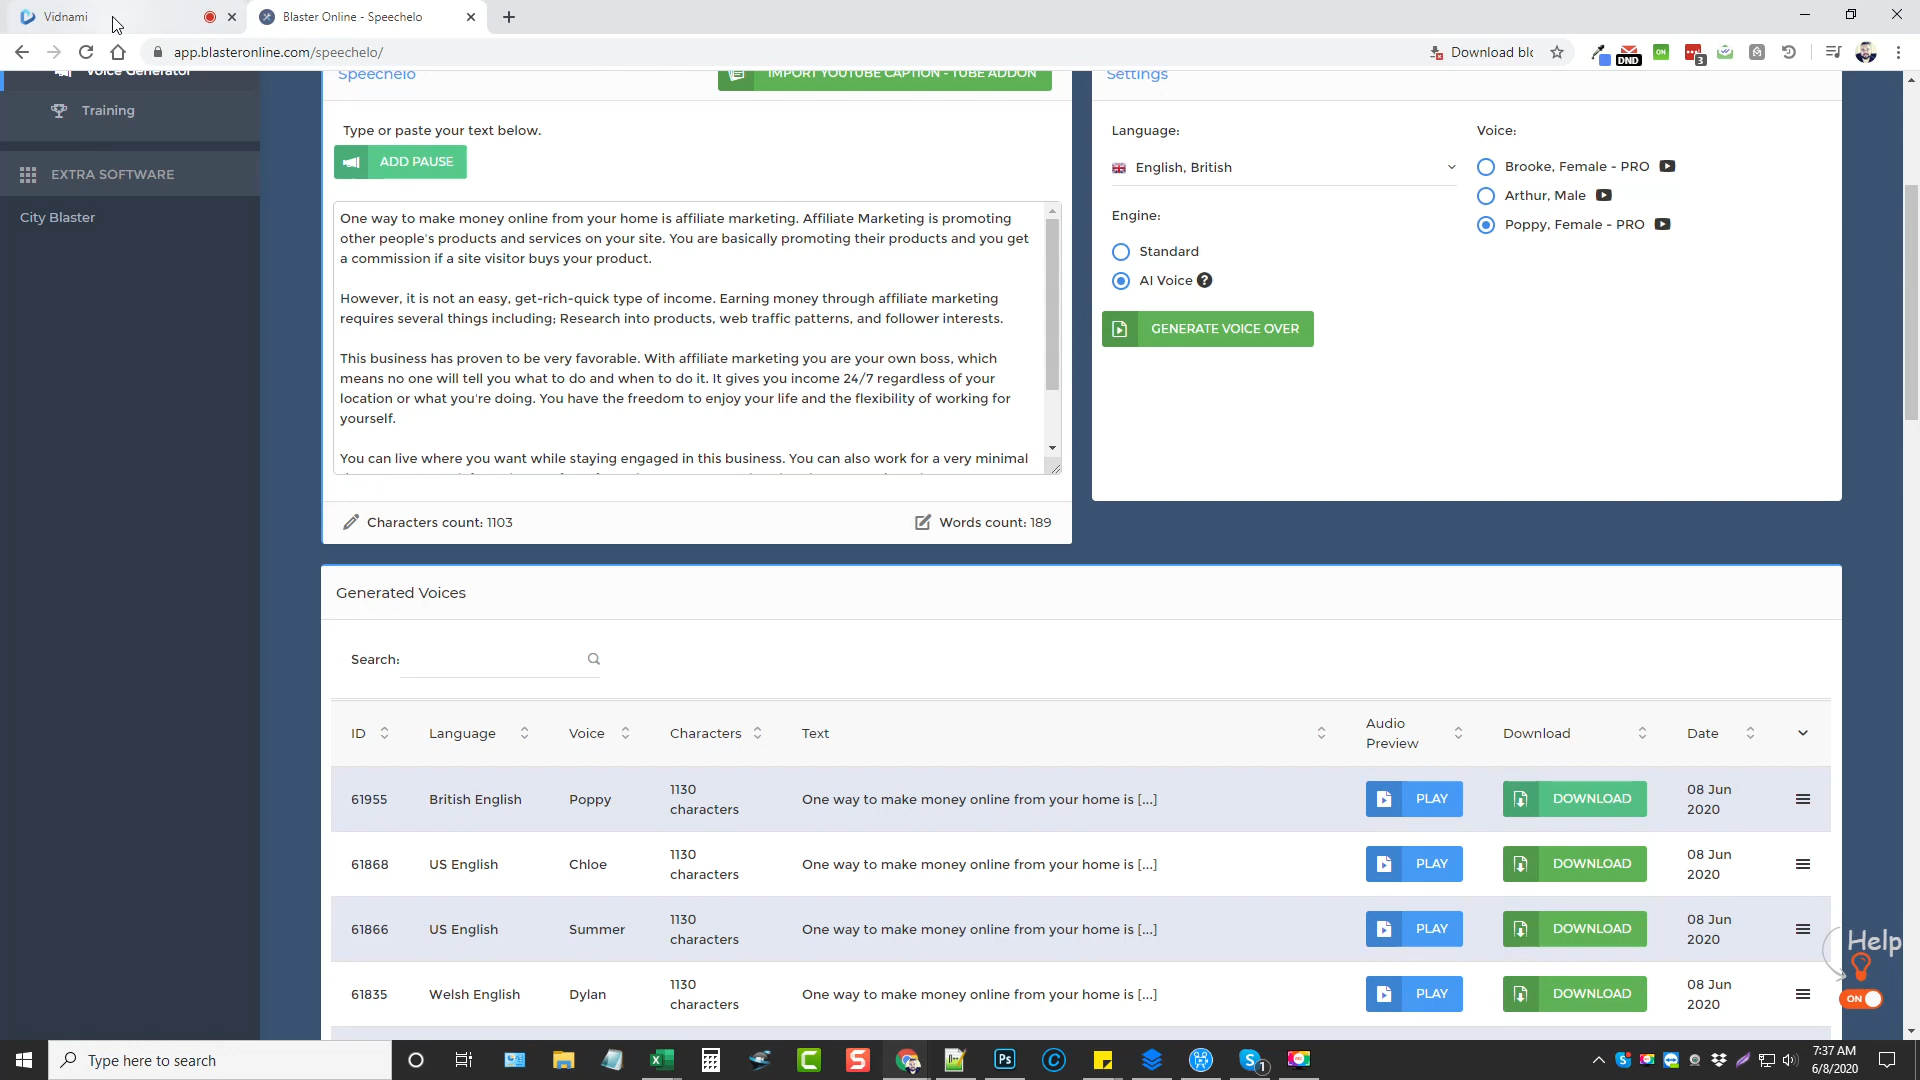 Vidnami
Blaster Online - Speechelo
app.blasteronline.com/speechelo/
Download blc
DND
ON
3
Voice Generator
Training
EXTRA SOFTWARE
City Blaster
Speechelo
IMPORT YOUTUBE CAPTION - TUBE ADDON
Type or paste your text below.
ADD PAUSE
One way to make money online from your home is affiliate marketing. Affiliate Marketing is promoting
other people's products and services on your site. You are basically promoting their products and you get
a commission if a site visitor buys your product.
However, it is not an easy, get-rich-quick type of income. Earning money through affiliate marketing
requires several things including; Research into products, web traffic patterns, and follower interests.
This business has proven to be very favorable. With affiliate marketing you are your own boss, which
means no one will tell you what to do and when to do it. It gives you income 24/7 regardless of your
location or what you're doing. You have the freedom to enjoy your life and the flexibility of working for
yourself.
You can live where you want while staying engaged in this business. You can also work for a very minimal
Characters count: 1103
Words count: 189
Settings
Language:
English, British
Engine:
Standard
AI Voice
GENERATE VOICE OVER
Voice:
Brooke, Female - PRO
Arthur, Male
Poppy, Female - PRO
Generated Voices
Search:
ID Language Voice Characters Text Audio Preview Download Date
61955 British English Poppy 1130 characters One way to make money online from your home is [...] PLAY DOWNLOAD 08 Jun 2020
61868 US English Chloe 1130 characters One way to make money online from your home is [...] PLAY DOWNLOAD 08 Jun 2020
61866 US English Summer 1130 characters One way to make money online from your home is [...] PLAY DOWNLOAD 08 Jun 2020
61835 Welsh English Dylan 1130 characters One way to make money online from your home is [...] PLAY DOWNLOAD 08 Jun 2020
Help
ON
Type here to search
7:37 AM
6/8/2020